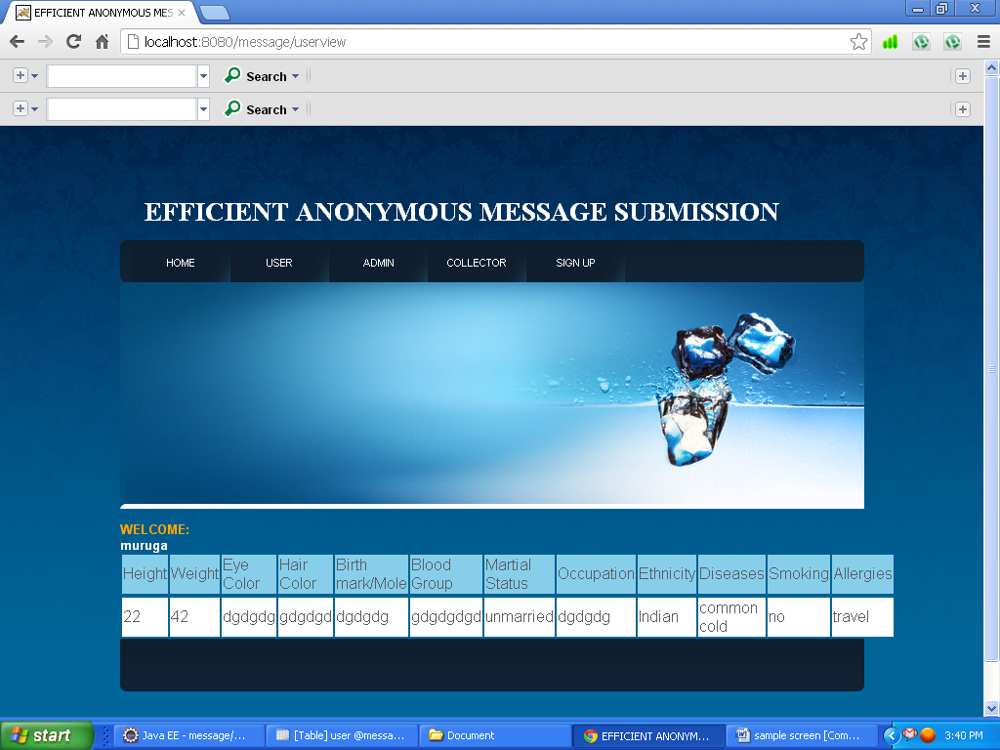 EFFICIENT ANONYMOUS MES
localhost:8080/message/userview
Search
Search
EFFICIENT ANONYMOUS MESSAGE SUBMISSION
HOME USER ADMIN COLLECTOR SIGN UP
WELCOME:
muruga
Height Weight Eye Color Hair Color Birth mark/Mole Blood Group Martial Status Occupation Ethnicity Diseases Smoking Allergies
22 42 dgdgdg gdgdgd dgdgdg gdgdgdgd unmarried dgdgdg Indian common cold no travel
start Java EE - message/... [Table] user @messa... Document EFFICIENT ANONYM... sample screen [Com... 3:40 PM